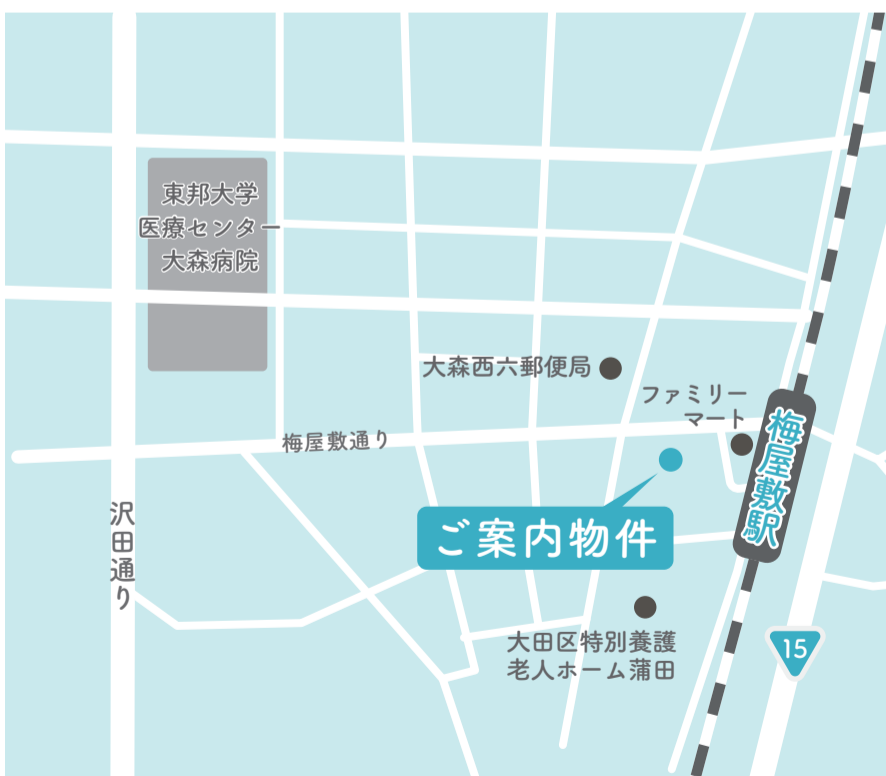 東邦大学
医療センター
大森病院
大森西六郵便局
ファミリー
マート
梅屋敷駅
梅屋敷通り
ご案内物件
沢田通り
大田区特別養護
老人ホーム蒲田
15